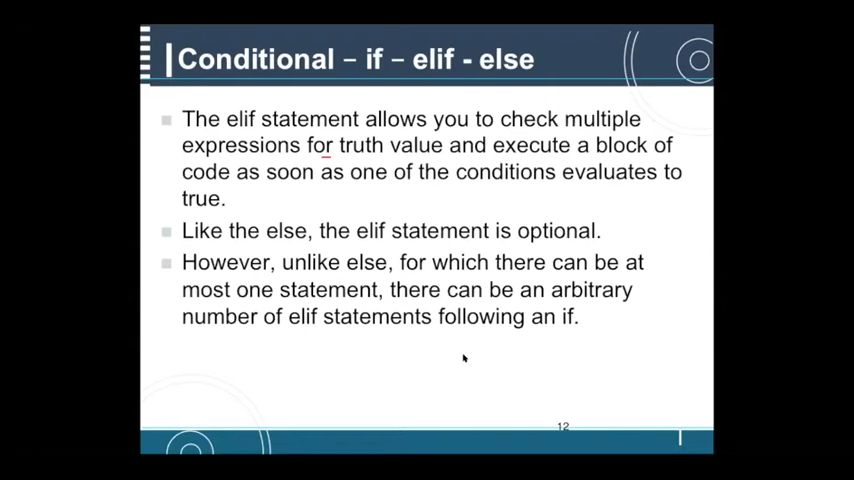 Conditional – if – elif - else
The elif statement allows you to check multiple
expressions for truth value and execute a block of
code as soon as one of the conditions evaluates to
true.
Like the else, the elif statement is optional.
However, unlike else, for which there can be at
most one statement, there can be an arbitrary
number of elif statements following an if.
12